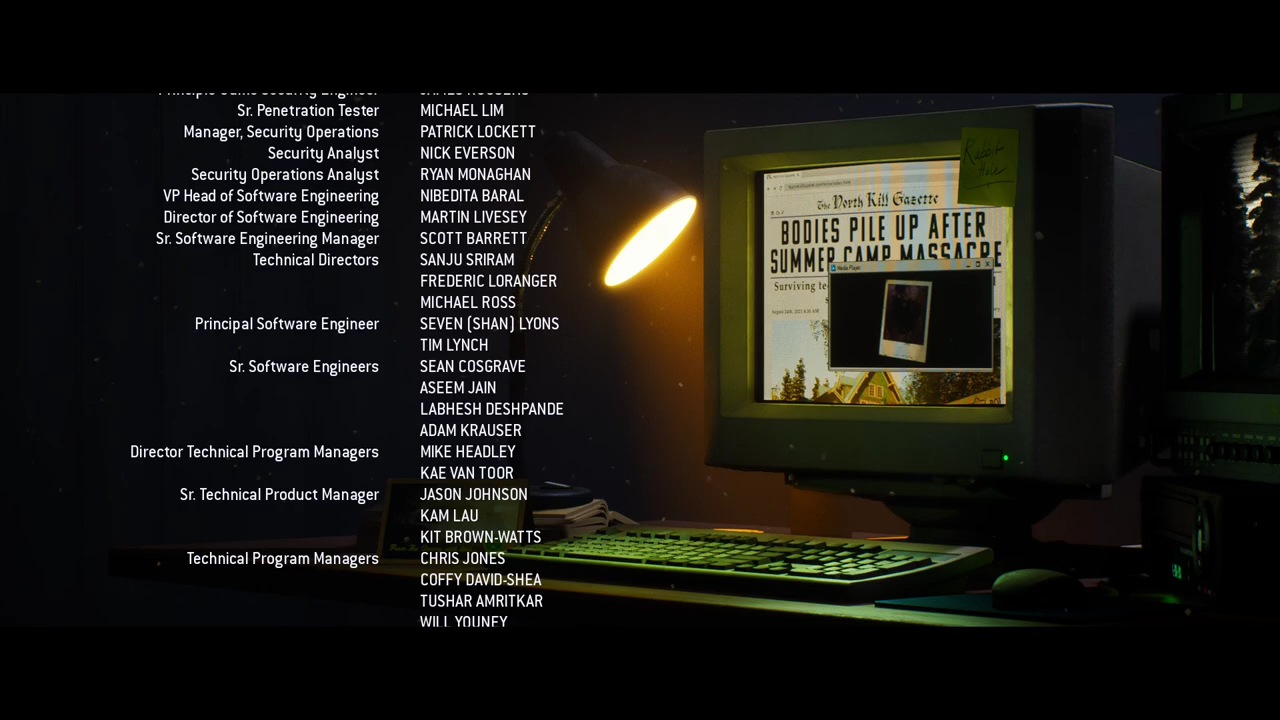 Sr. Penetration Tester MICHAEL LIM
Manager, Security Operations PATRICK LOCKETT
Security Analyst NICK EVERSON
Security Operations Analyst RYAN MONAGHAN
VP Head of Software Engineering NIBEDITA BARAL
Director of Software Engineering MARTIN LIVESEY
Sr. Software Engineering Manager SCOTT BARRETT
Technical Directors SANJU SRIRAM
FREDERIC LORANGER
MICHAEL ROSS
Principal Software Engineer SEVEN (SHAN) LYONS
TIM LYNCH
Sr. Software Engineers SEAN COSGRAVE
ASEEM JAIN
LABHESH DESHPANDE
ADAM KRAUSER
Director Technical Program Managers MIKE HEADLEY
KAE VAN TOOR
Sr. Technical Product Manager JASON JOHNSON
KAM LAU
KIT BROWN-WATTS
Technical Program Managers CHRIS JONES
COFFY DAVID-SHEA
TUSHAR AMRITKAR
WILL YOUNEY
Rabbit
Hole
The North Kill Gazette
BODIES PILE UP AFTER
SUMMER CAMP MASSACRE
Surviving
Media Player